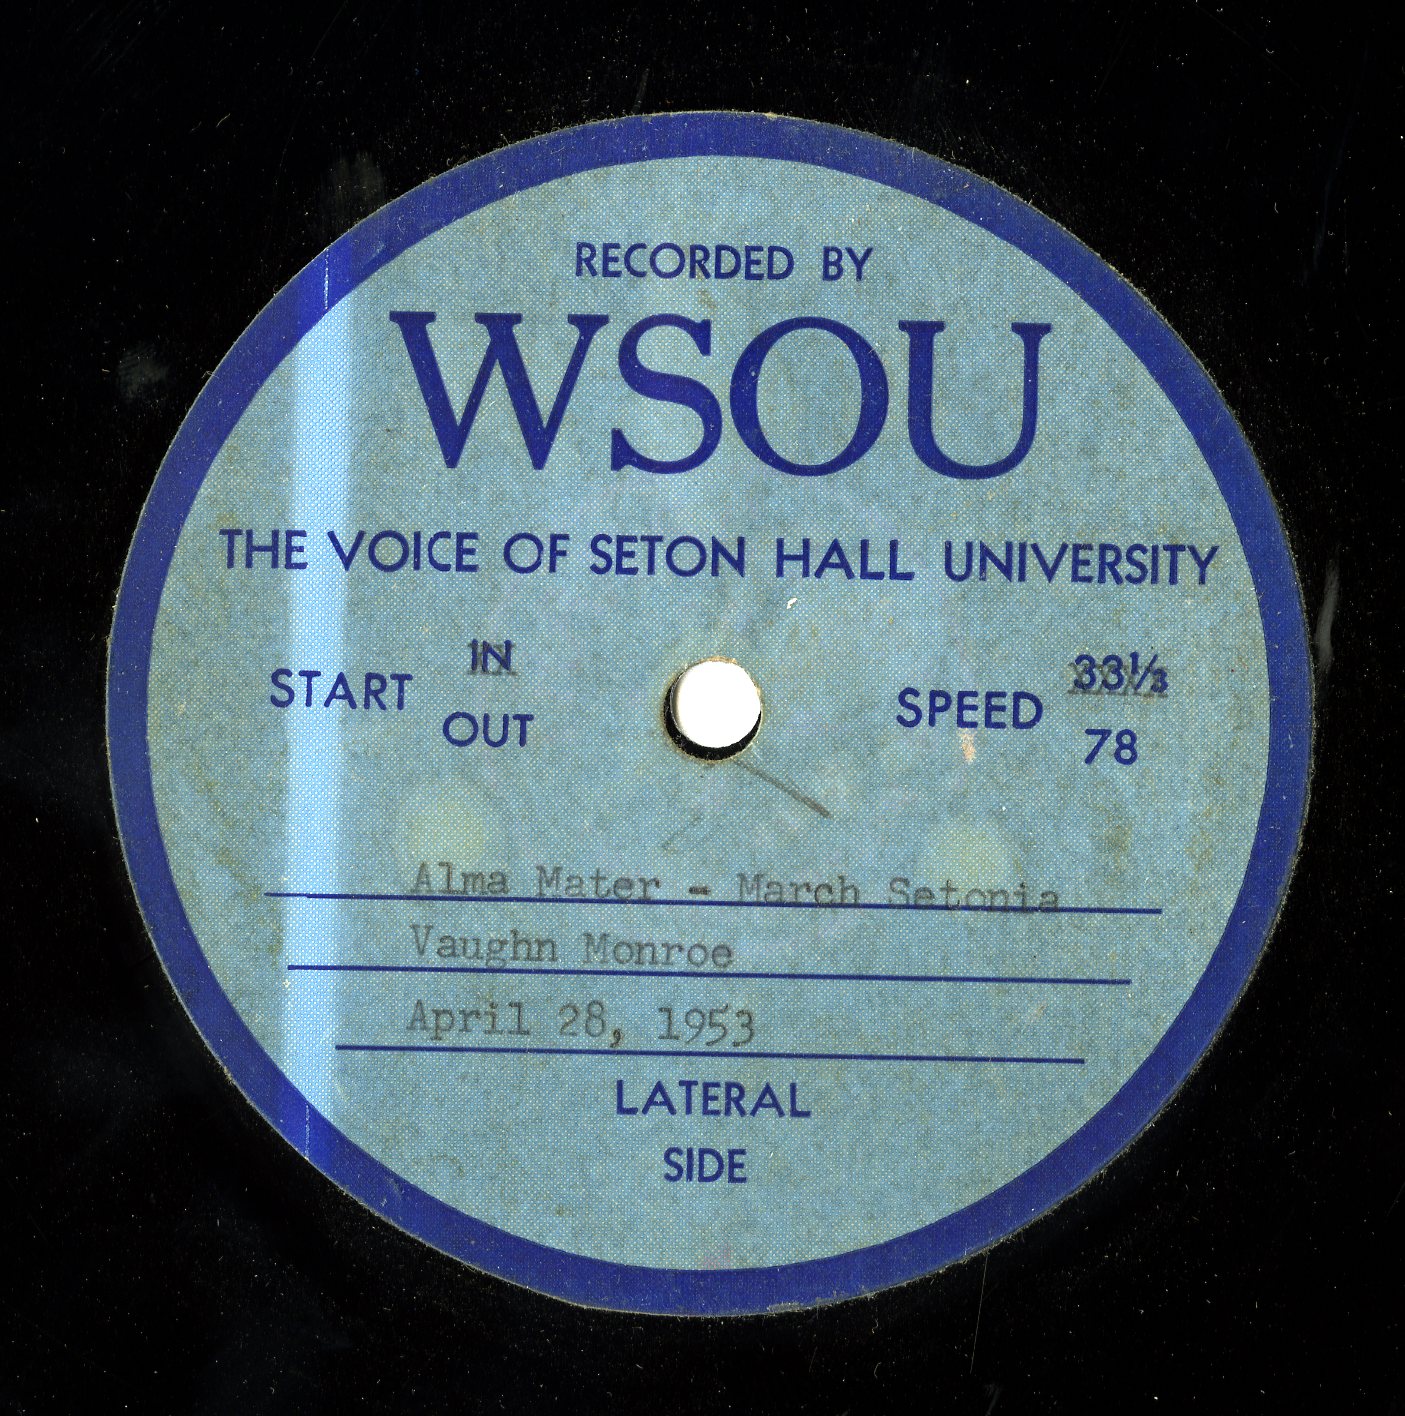 RECORDED BY
WSOU
THE VOICE OF SETON HALL UNIVERSITY
START IN OUT
SPEED 33⅓ 78
Alma Mater - March Setonia
Vaughn Monroe
April 28, 1953
LATERAL
SIDE